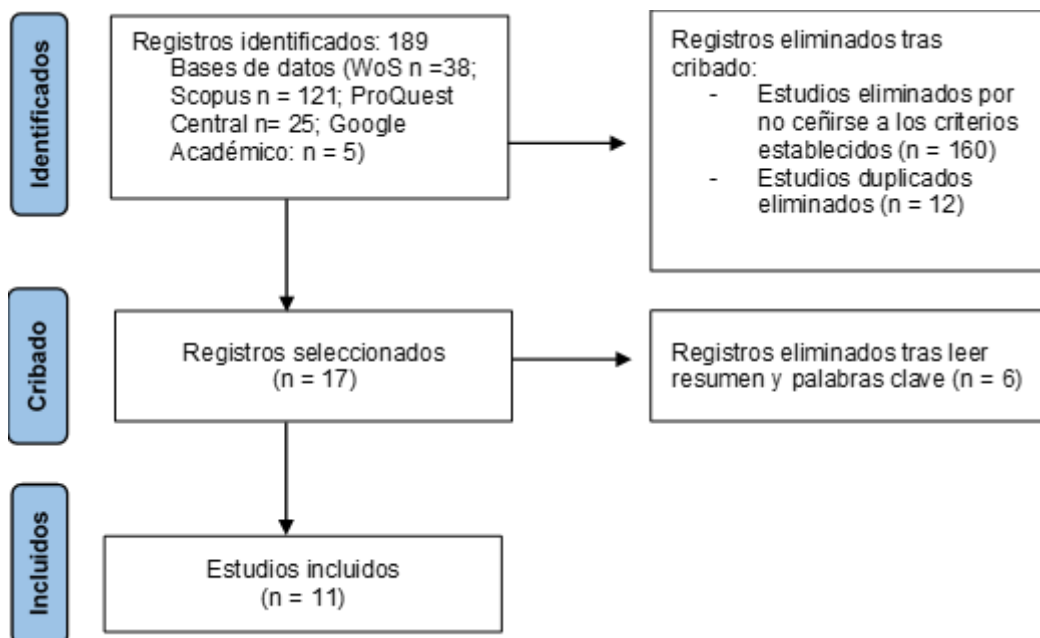 Identificados
Registros identificados: 189
Bases de datos (WoS n =38;
Scopus n = 121; ProQuest
Central n= 25; Google
Académico: n = 5)
Registros eliminados tras
cribado:
- Estudios eliminados por
no ceñirse a los criterios
establecidos (n = 160)
- Estudios duplicados
eliminados (n = 12)
Cribado
Registros seleccionados
(n = 17)
Registros eliminados tras leer
resumen y palabras clave (n = 6)
Incluidos
Estudios incluidos
(n = 11)